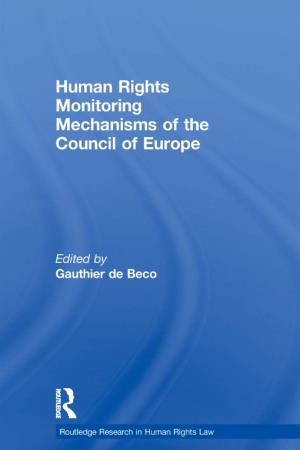 Human Rights
Monitoring
Mechanisms of the
Council of Europe
Edited by
Gauthier de Beco
ROUTLEDGE
Routledge Research in Human Rights Law